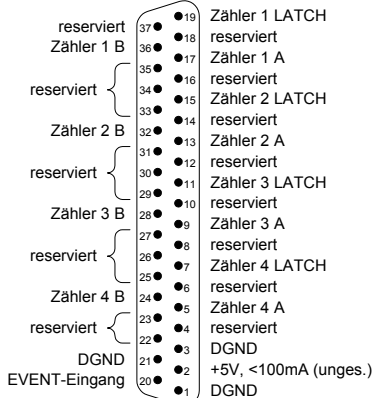 reserviert 37
Zähler 1 B 36
reserviert 35 34 33
Zähler 2 B 32
reserviert 31 30 29
Zähler 3 B 28
reserviert 27 26 25
Zähler 4 B 24
reserviert 23 22
DGND 21
EVENT-Eingang 20
19 Zähler 1 LATCH
18 reserviert
17 Zähler 1 A
16 reserviert
15 Zähler 2 LATCH
14 reserviert
13 Zähler 2 A
12 reserviert
11 Zähler 3 LATCH
10 reserviert
9 Zähler 3 A
8 reserviert
7 Zähler 4 LATCH
6 reserviert
5 Zähler 4 A
4 reserviert
3 DGND
2 +5V, <100mA (unges.)
1 DGND